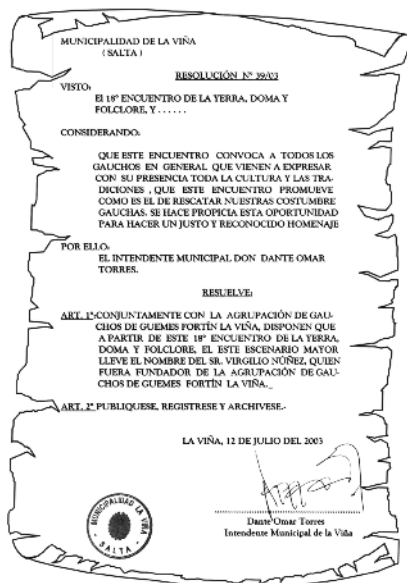 MUNICIPALIDAD DE LA VIÑA
( SALTA )
RESOLUCIÓN Nº 39/03
VISTO:
El 18º ENCUENTRO DE LA YERRA, DOMA Y
FOLCLORE, Y . . . . . .
CONSIDERANDO:
QUE ESTE ENCUENTRO CONVOCA A TODOS LOS
GAUCHOS EN GENERAL QUE VIENEN A EXPRESAR
CON SU PRESENCIA TODA LA CULTURA Y LAS TRA-
DICIONES , QUE ESTE ENCUENTRO PROMUEVE
COMO ES EL DE RESCATAR NUESTRAS COSTUMBRE
GAUCHAS. SE HACE PROPICIA ESTA OPORTUNIDAD
PARA HACER UN JUSTO Y RECONOCIDO HOMENAJE
POR ELLO:
EL INTENDENTE MUNICIPAL DON DANTE OMAR
TORRES.
RESUELVE:
ART. 1º:CONJUNTAMENTE CON LA AGRUPACIÓN DE GAU-
CHOS DE GUEMES FORTÍN LA VIÑA, DISPONEN QUE
A PARTIR DE ESTE 18º ENCUENTRO DE LA YERRA,
DOMA Y FOLCLORE, EL ESTE ESCENARIO MAYOR
LLEVE EL NOMBRE DEL SR. VIRGILIO NÚÑEZ, QUIEN
FUERA FUNDADOR DE LA AGRUPACIÓN DE GAU-
CHOS DE GUEMES FORTÍN LA VIÑA._
ART. 2º PUBLIQUESE, REGISTRESE Y ARCHIVESE.-
LA VIÑA, 12 DE JULIO DEL 2003
MUNICIPALIDAD LA VIÑA
- SALTA -
Dante Omar Torres
Intendente Municipal de la Viña